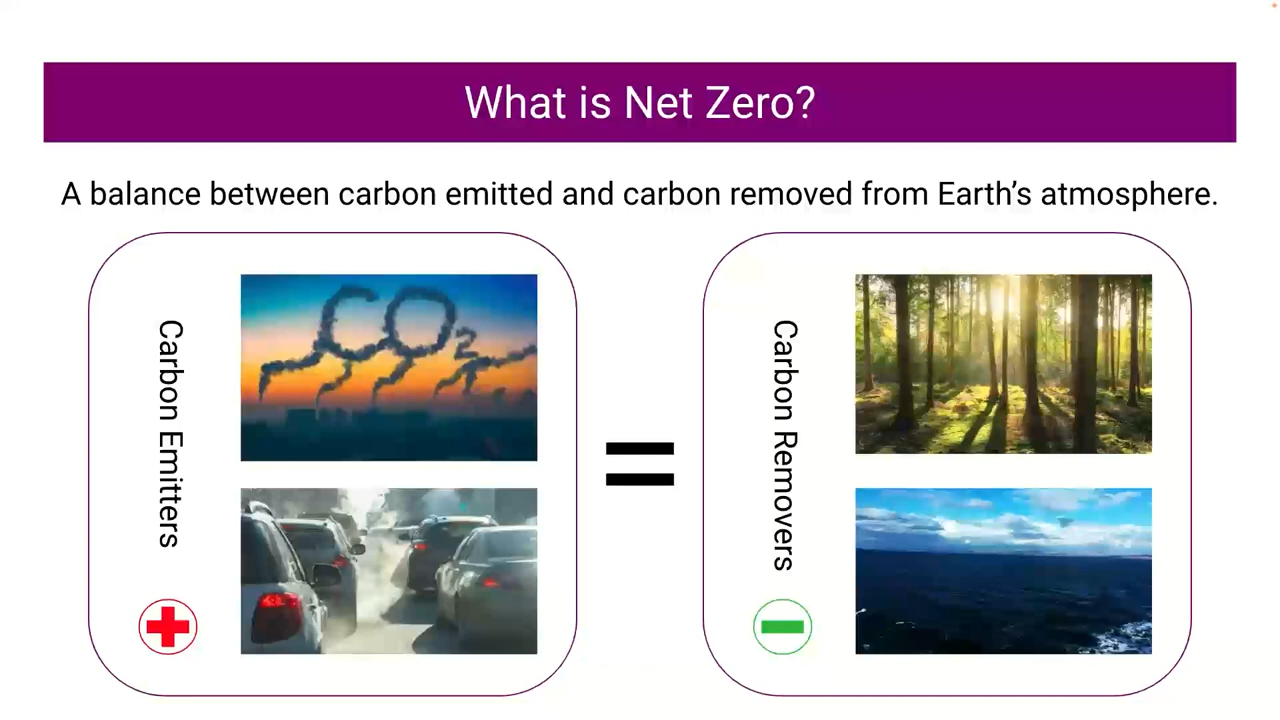 What is Net Zero?
A balance between carbon emitted and carbon removed from Earth’s atmosphere.
Carbon Emitters
CO2
Carbon Removers